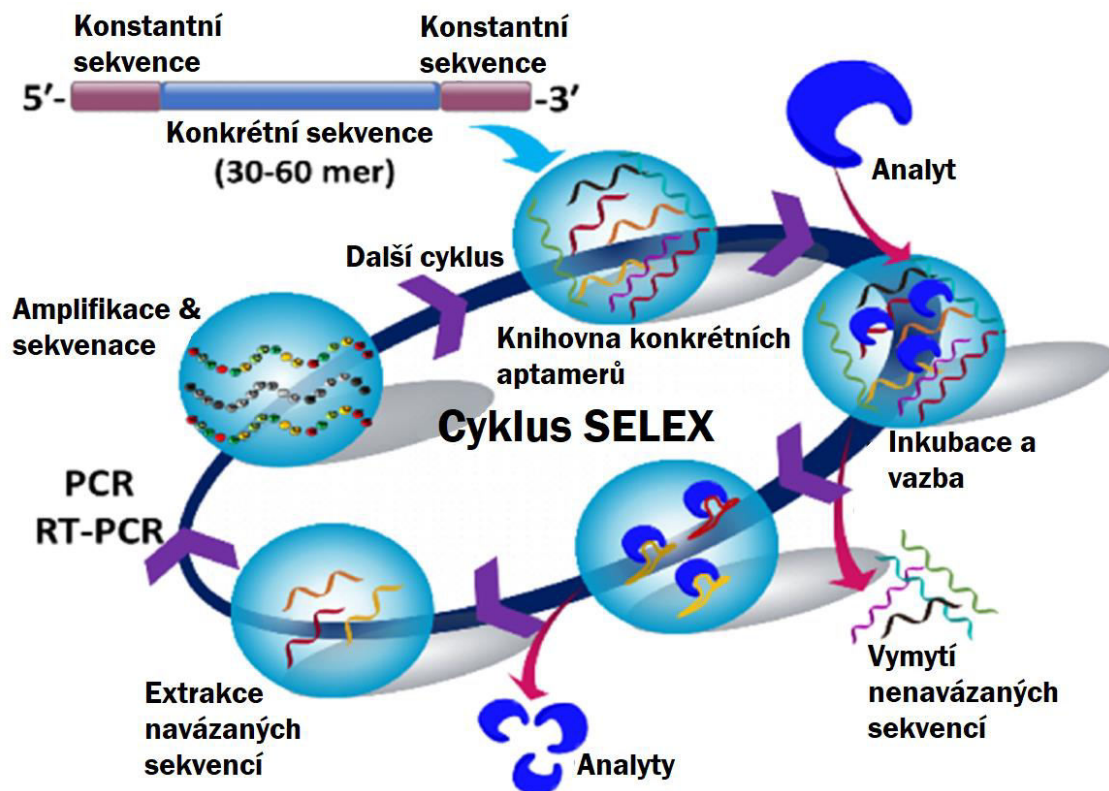 Konstantní
sekvence
Konstantní
sekvence
5′-
-3′
Konkrétní sekvence
(30-60 mer)
Analyt
Další cyklus
Amplifikace &
sekvenace
Knihovna konkrétních
aptamerů
Cyklus SELEX
Inkubace a
vazba
PCR
RT-PCR
Vymytí
nenavázaných
sekvencí
Extrakce
navázaných
sekvencí
Analyty